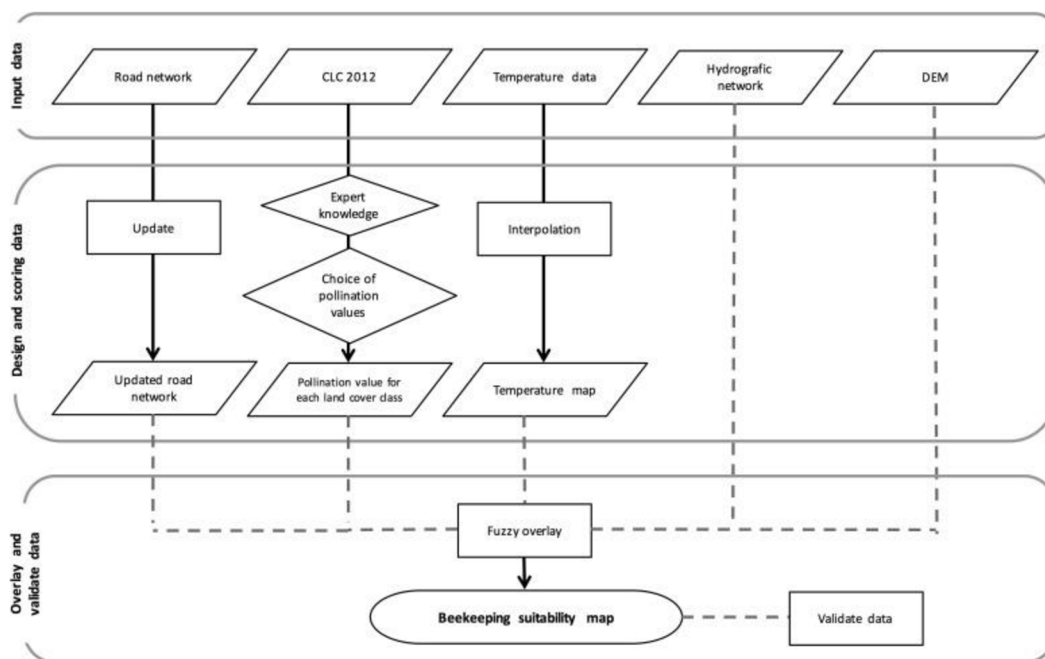 Input data
Road network
CLC 2012
Temperature data
Hydrografic
network
DEM
Design and scoring data
Update
Expert
knowledge
Interpolation
Choice of
pollination
values
Updated road
network
Pollination value for
each land cover class
Temperature map
Overlay and
validate data
Fuzzy overlay
Beekeeping suitability map
Validate data